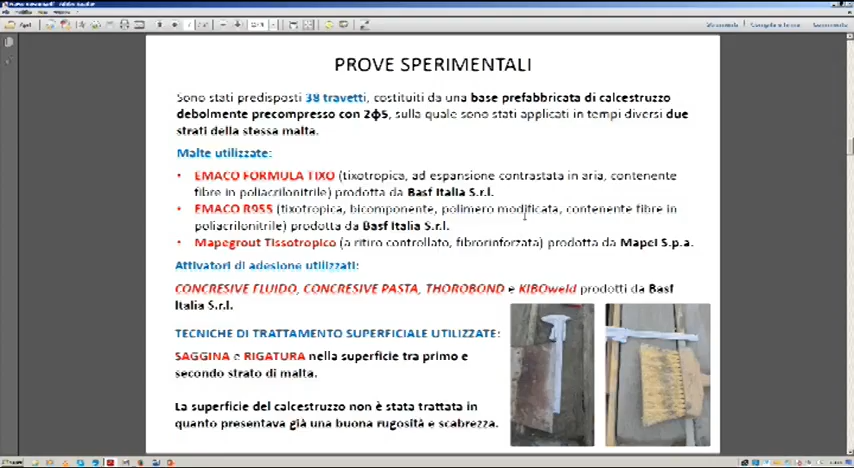 PROVE SPERIMENTALI
Sono stati predisposti 38 travetti, costituiti da una base prefabbricata di calcestruzzo
debolmente precompresso con 2ϕ5, sulla quale sono stati applicati in tempi diversi due
strati della stessa malta.
Malte utilizzate:
• EMACO FORMULA TIXO (tixotropica, ad espansione contrastata in aria, contenente
fibre in poliacrilonitrile) prodotta da Basf Italia S.r.l.
• EMACO R955 (tixotropica, bicomponente, polimero modificata, contenente fibre in
poliacrilonitrile) prodotta da Basf Italia S.r.l.
• Mapegrout Tissotropico (a ritiro controllato, fibrorinforzata) prodotta da Mapei S.p.a.
Attivatori di adesione utilizzati:
CONCRESIVE FLUIDO, CONCRESIVE PASTA, THOROBOND e KIBOweld prodotti da Basf
Italia S.r.l.
TECNICHE DI TRATTAMENTO SUPERFICIALE UTILIZZATE:
SAGGINA e RIGATURA nella superficie tra primo e
secondo strato di malta.
La superficie del calcestruzzo non è stata trattata in
quanto presentava già una buona rugosità e scabrezza.